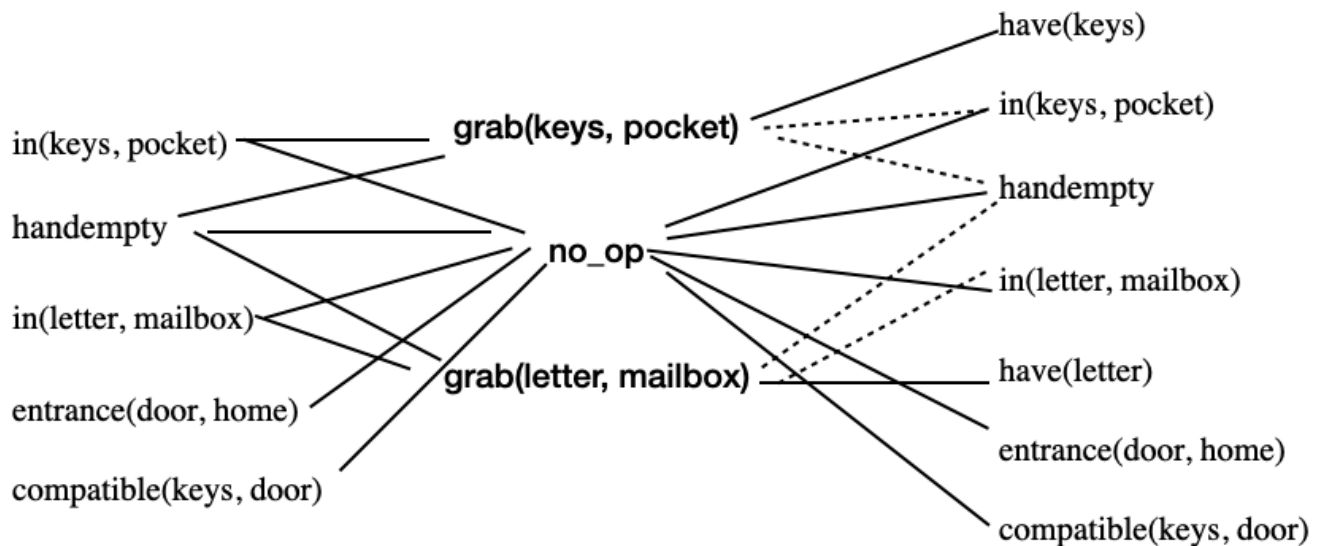 in(keys, pocket)
handempty
in(letter, mailbox)
entrance(door, home)
compatible(keys, door)
grab(keys, pocket)
no_op
grab(letter, mailbox)
have(keys)
in(keys, pocket)
handempty
in(letter, mailbox)
have(letter)
entrance(door, home)
compatible(keys, door)